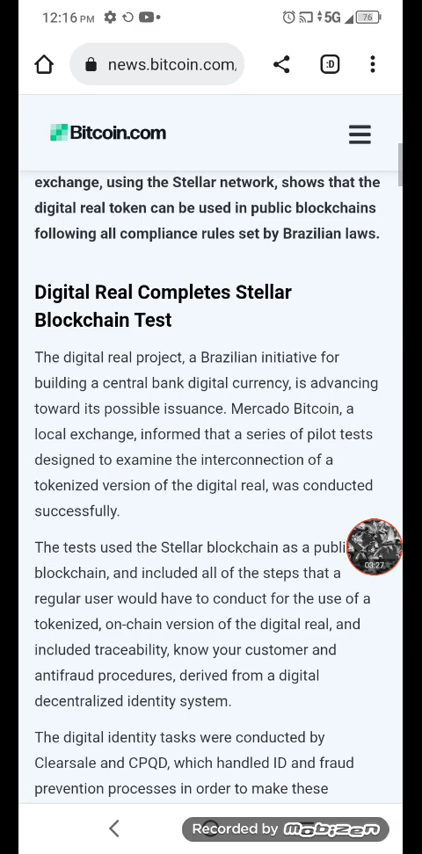 12:16 PM 5G 76
news.bitcoin.com,
:D
Bitcoin.com
exchange, using the Stellar network, shows that the
digital real token can be used in public blockchains
following all compliance rules set by Brazilian laws.
Digital Real Completes Stellar
Blockchain Test
The digital real project, a Brazilian initiative for
building a central bank digital currency, is advancing
toward its possible issuance. Mercado Bitcoin, a
local exchange, informed that a series of pilot tests
designed to examine the interconnection of a
tokenized version of the digital real, was conducted
successfully.
The tests used the Stellar blockchain as a publi
blockchain, and included all of the steps that a
03:27
regular user would have to conduct for the use of a
tokenized, on-chain version of the digital real, and
included traceability, know your customer and
antifraud procedures, derived from a digital
decentralized identity system.
The digital identity tasks were conducted by
Clearsale and CPQD, which handled ID and fraud
prevention processes in order to make these
Recorded by mobizen